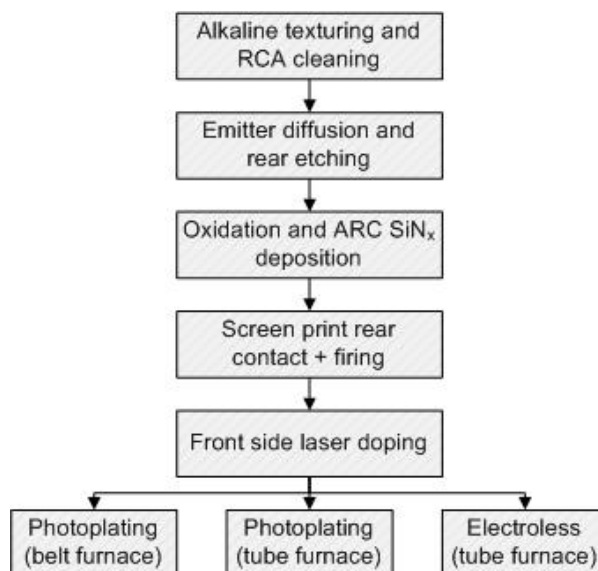 Alkaline texturing and
RCA cleaning
Emitter diffusion and
rear etching
Oxidation and ARC SiNₓ
deposition
Screen print rear
contact + firing
Front side laser doping
Photoplating
(belt furnace)
Photoplating
(tube furnace)
Electroless
(tube furnace)